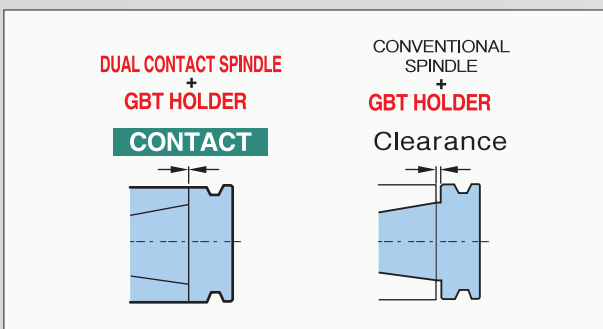 DUAL CONTACT SPINDLE
+
GBT HOLDER
CONTACT
CONVENTIONAL
SPINDLE
+
GBT HOLDER
Clearance